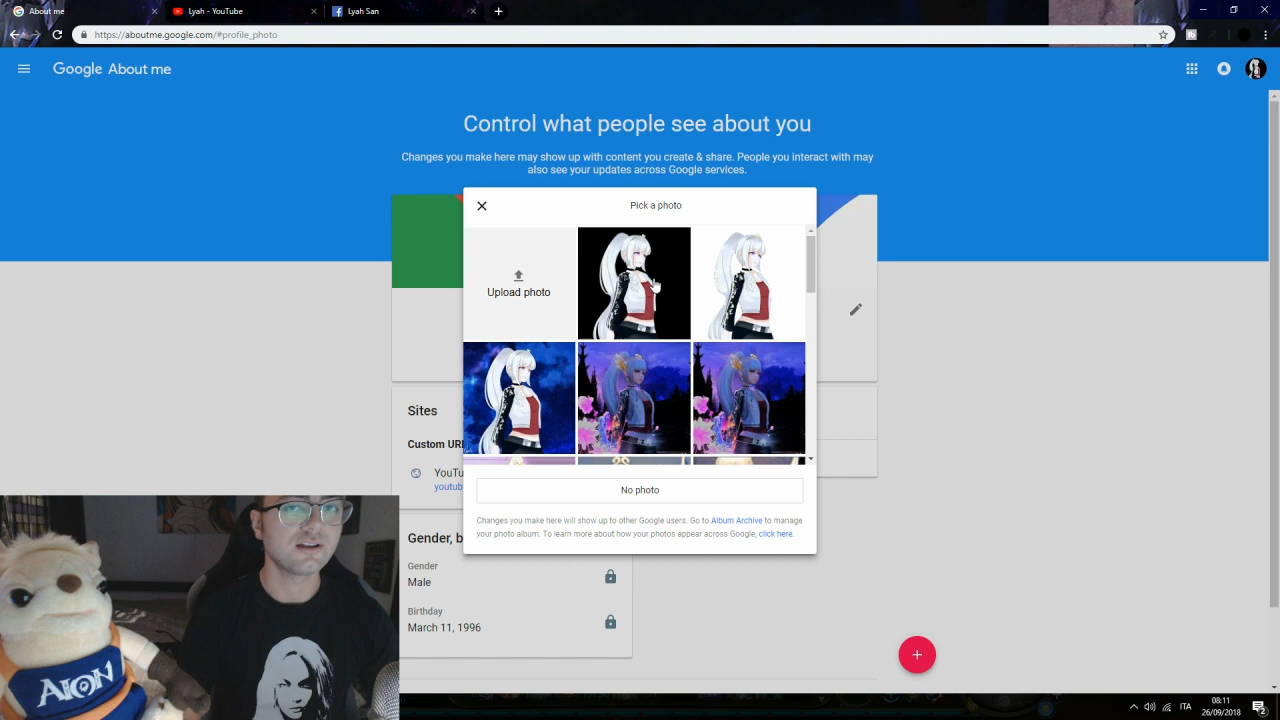 About me
Lyah - YouTube
Lyah San
https://aboutme.google.com/#profile_photo
Google About me
Control what people see about you
Changes you make here may show up with content you create & share. People you interact with may
also see your updates across Google services.
Pick a photo
Upload photo
Sites
Custom URL
YouTu
youtub
No photo
Changes you make here will show up to other Google users. Go to Album Archive to manage
your photo album. To learn more about how your photos appear across Google, click here.
Gender, b
Gender
Male
Birthday
March 11, 1996
AION
08:11
ITA
26/09/2018
2